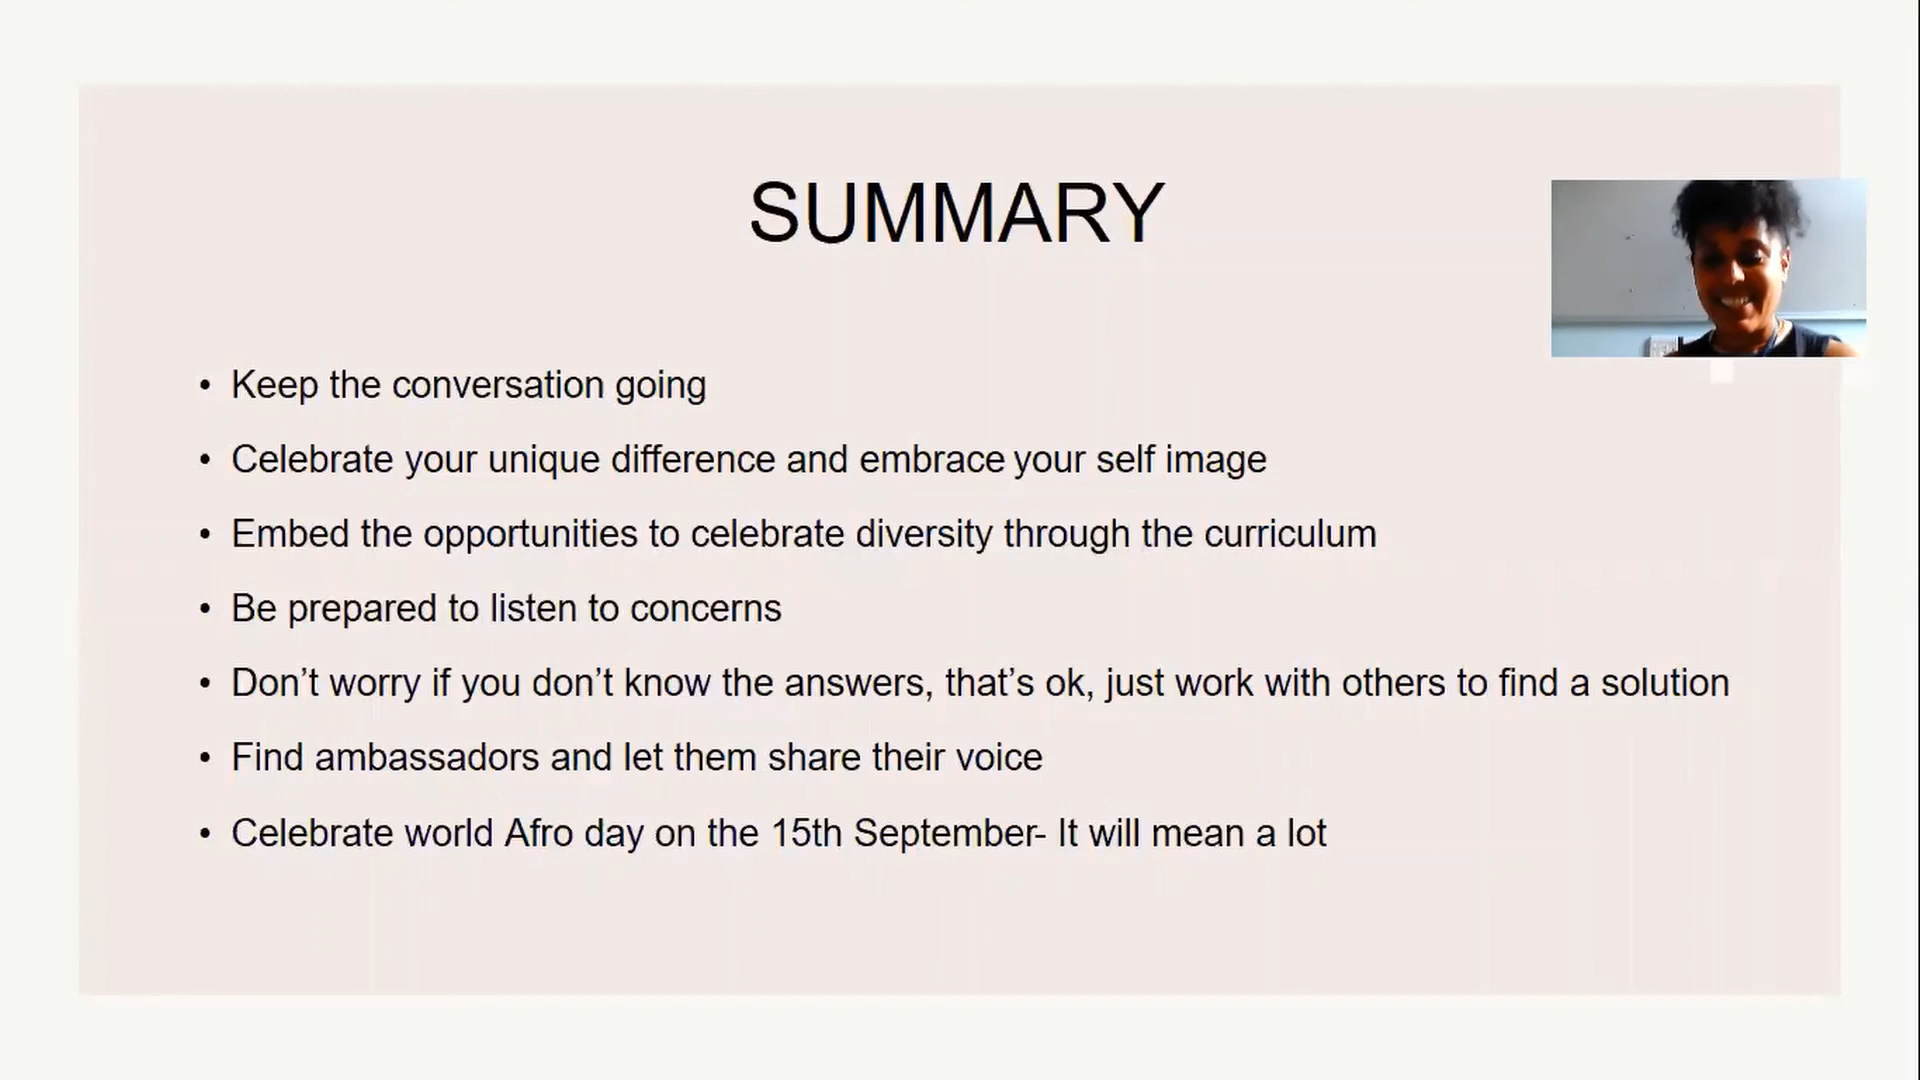 SUMMARY
• Keep the conversation going
• Celebrate your unique difference and embrace your self image
• Embed the opportunities to celebrate diversity through the curriculum
• Be prepared to listen to concerns
• Don’t worry if you don’t know the answers, that’s ok, just work with others to find a solution
• Find ambassadors and let them share their voice
• Celebrate world Afro day on the 15th September- It will mean a lot